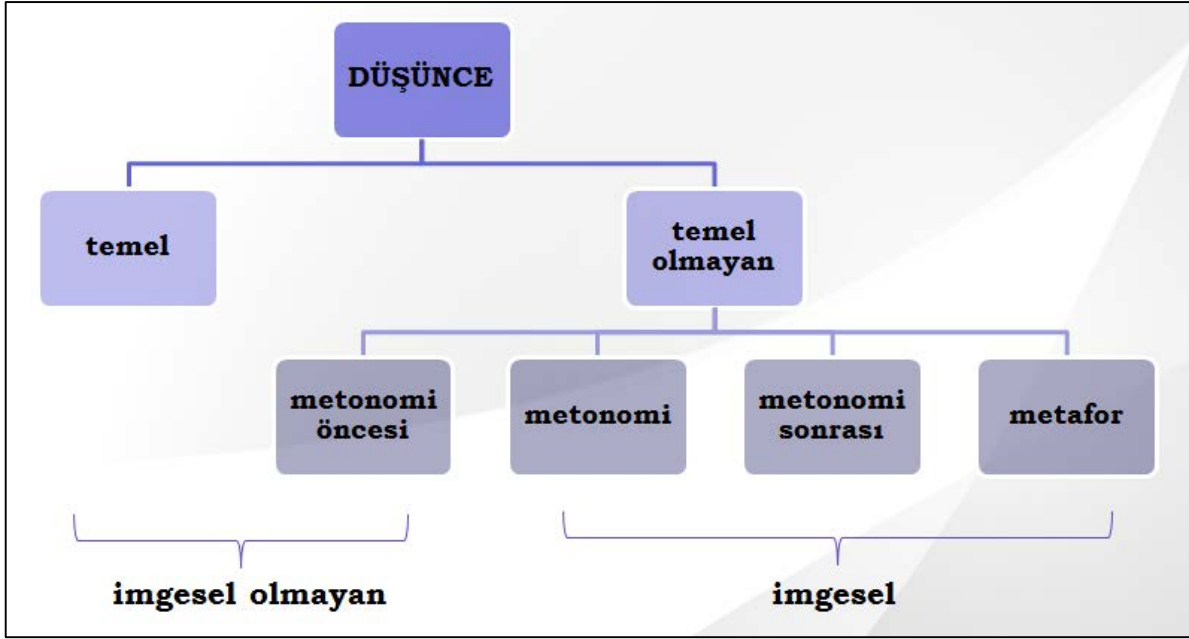 DÜŞÜNCE
temel
temel
olmayan
metonomi
öncesi
metonomi
metonomi
sonrası
metafor
imgesel olmayan
imgesel